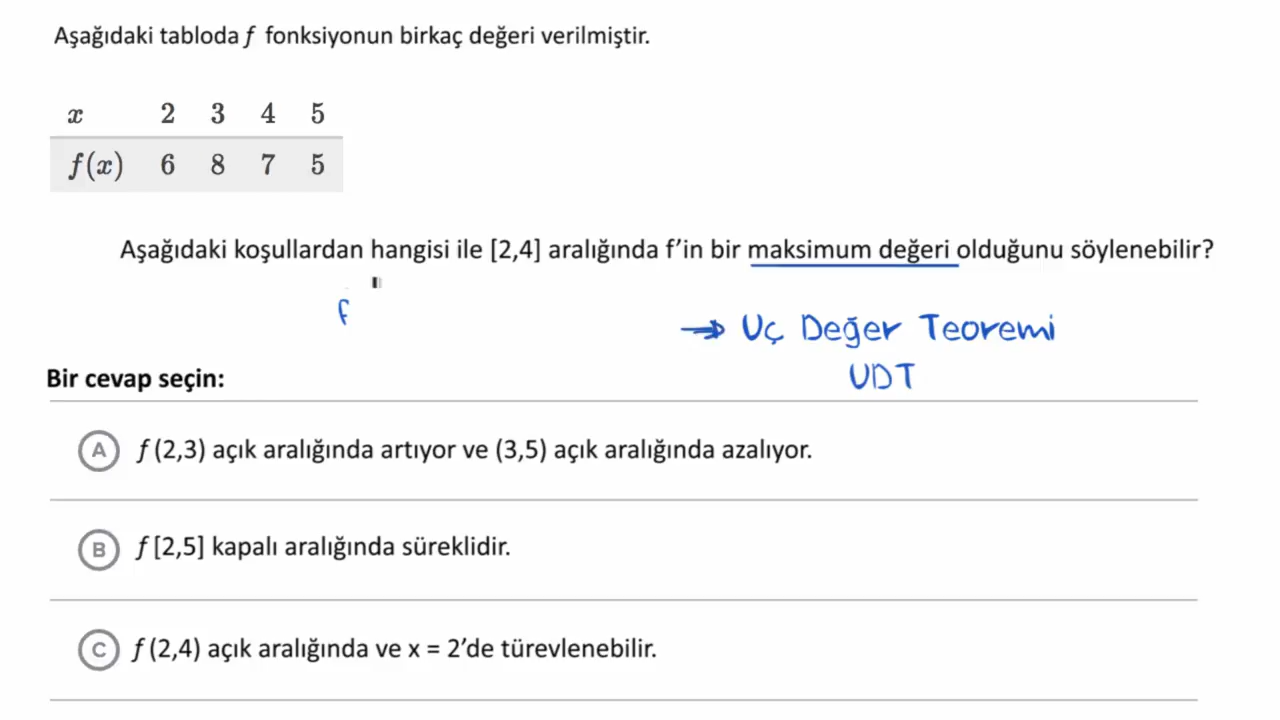 Aşağıdaki tabloda f fonksiyonun birkaç değeri verilmiştir.
x 2 3 4 5
f(x) 6 8 7 5
Aşağıdaki koşullardan hangisi ile [2,4] aralığında f’in bir maksimum değeri olduğunu söylenebilir?
f
→ Uç Değer Teoremi
UDT
Bir cevap seçin:
A f (2,3) açık aralığında artıyor ve (3,5) açık aralığında azalıyor.
B f [2,5] kapalı aralığında süreklidir.
C f (2,4) açık aralığında ve x = 2’de türevlenebilir.